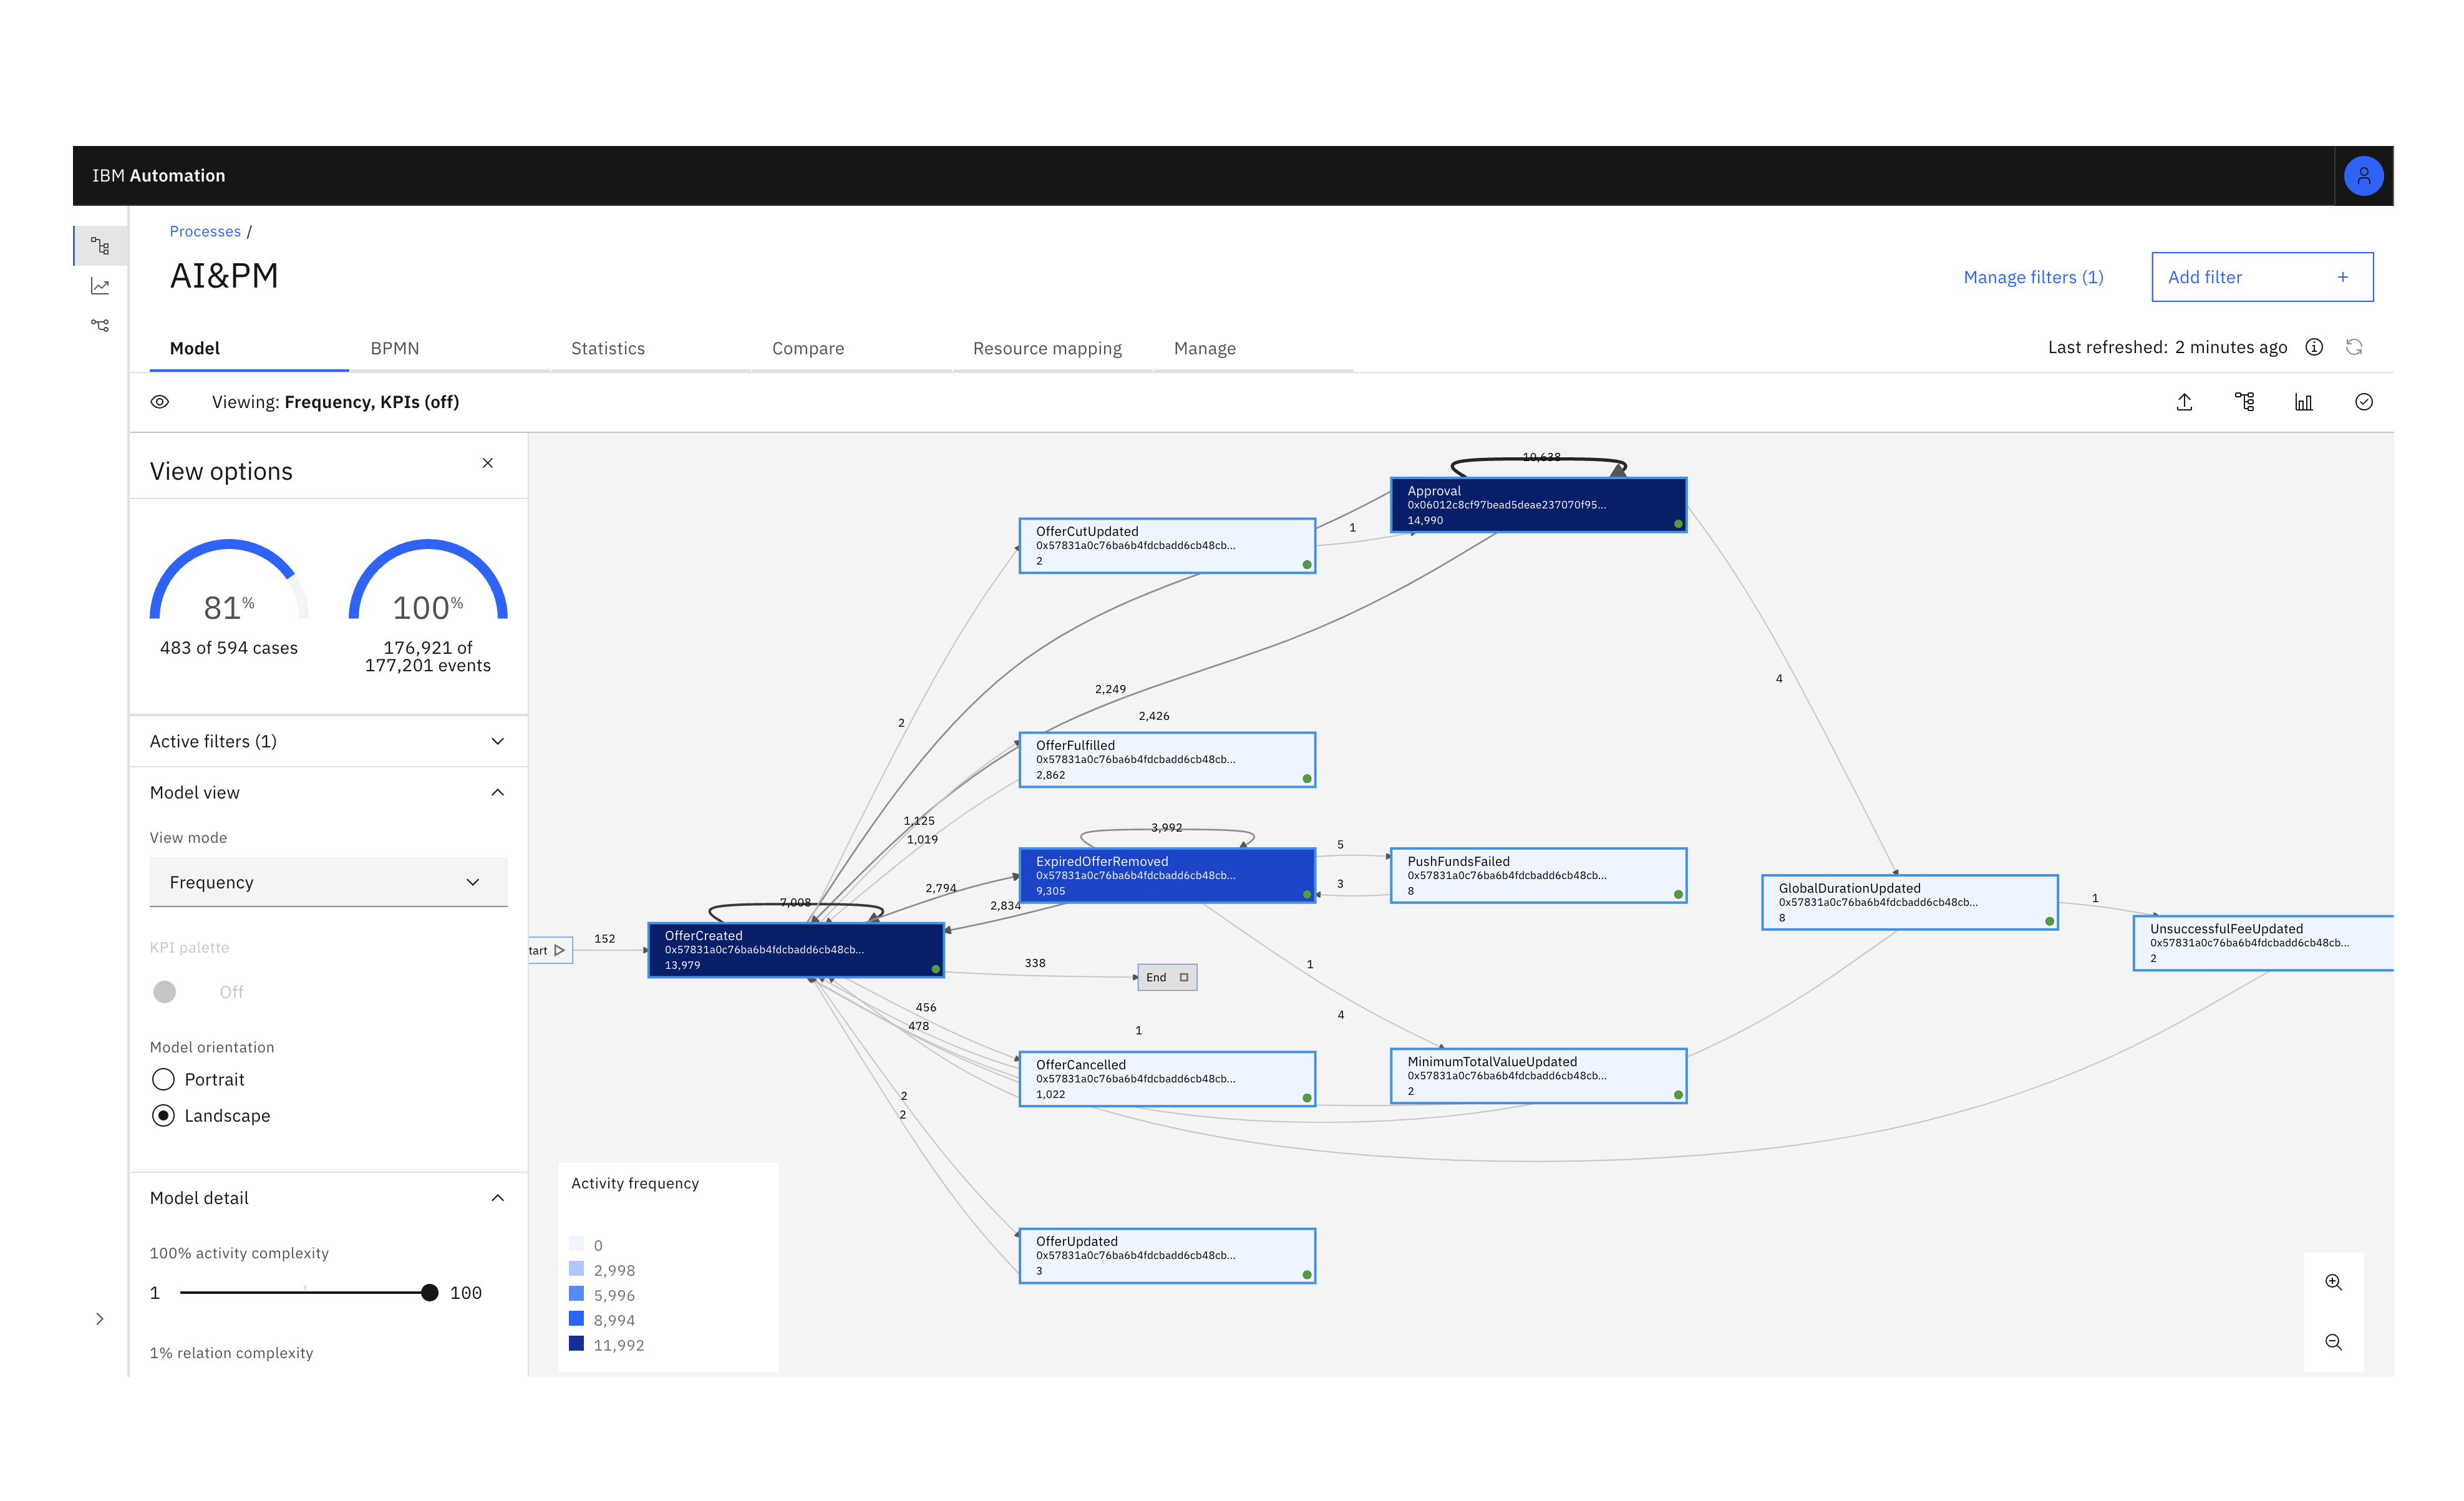 IBM Automation
Processes /
AI&PM
Manage filters (1)
Add filter +
Model
BPMN
Statistics
Compare
Resource mapping
Manage
Last refreshed: 2 minutes ago
Viewing: Frequency, KPIs (off)
View options
81%
483 of 594 cases
100%
176,921 of
177,201 events
Active filters (1)
Model view
View mode
Frequency
KPI palette
Off
Model orientation
Portrait
Landscape
Model detail
100% activity complexity
1
100
1% relation complexity
10,638
Approval
0x06012c8cf97bead5deae237070f95...
14,990
OfferCutUpdated
0x57831a0c76ba6b4fdcbadd6cb48cb...
2
1
4
2,249
2,426
2
OfferFulfilled
0x57831a0c76ba6b4fdcbadd6cb48cb...
2,862
1,125
1,019
3,992
ExpiredOfferRemoved
0x57831a0c76ba6b4fdcbadd6cb48cb...
9,305
5
3
PushFundsFailed
0x57831a0c76ba6b4fdcbadd6cb48cb...
8
GlobalDurationUpdated
0x57831a0c76ba6b4fdcbadd6cb48cb...
8
1
UnsuccessfulFeeUpdated
0x57831a0c76ba6b4fdcbadd6cb48cb...
2
2,794
2,834
7,008
tart
152
OfferCreated
0x57831a0c76ba6b4fdcbadd6cb48cb...
13,979
338
End
1
4
456
478
1
OfferCancelled
0x57831a0c76ba6b4fdcbadd6cb48cb...
1,022
MinimumTotalValueUpdated
0x57831a0c76ba6b4fdcbadd6cb48cb...
2
2
2
OfferUpdated
0x57831a0c76ba6b4fdcbadd6cb48cb...
3
Activity frequency
0
2,998
5,996
8,994
11,992